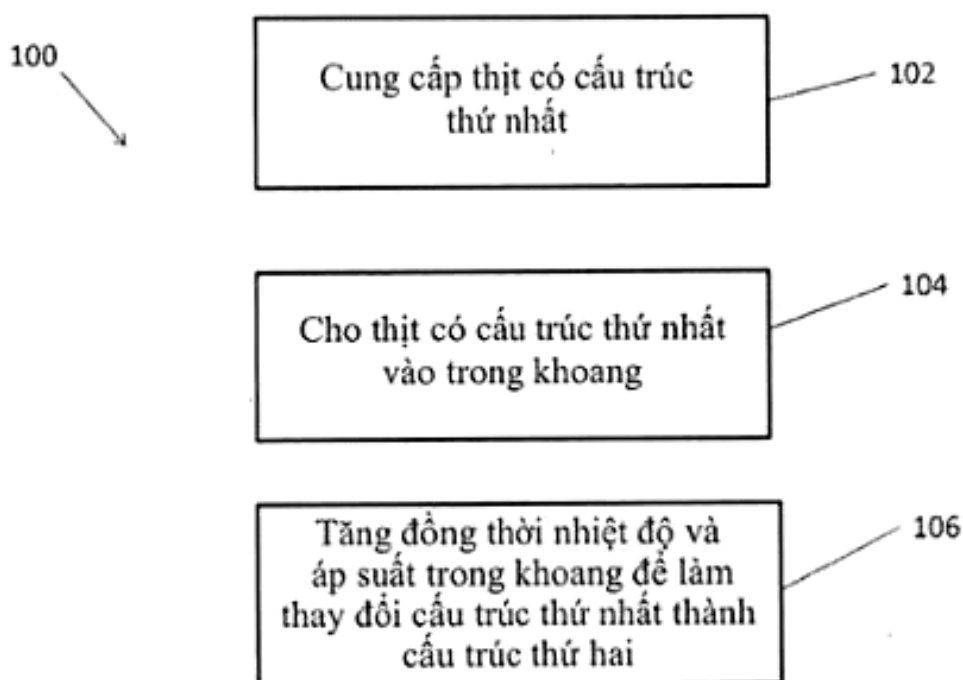 100
Cung cấp thịt có cấu trúc
thứ nhất
102
Cho thịt có cấu trúc thứ nhất
vào trong khoang
104
Tăng đồng thời nhiệt độ và
áp suất trong khoang để làm
thay đổi cấu trúc thứ nhất thành
cấu trúc thứ hai
106